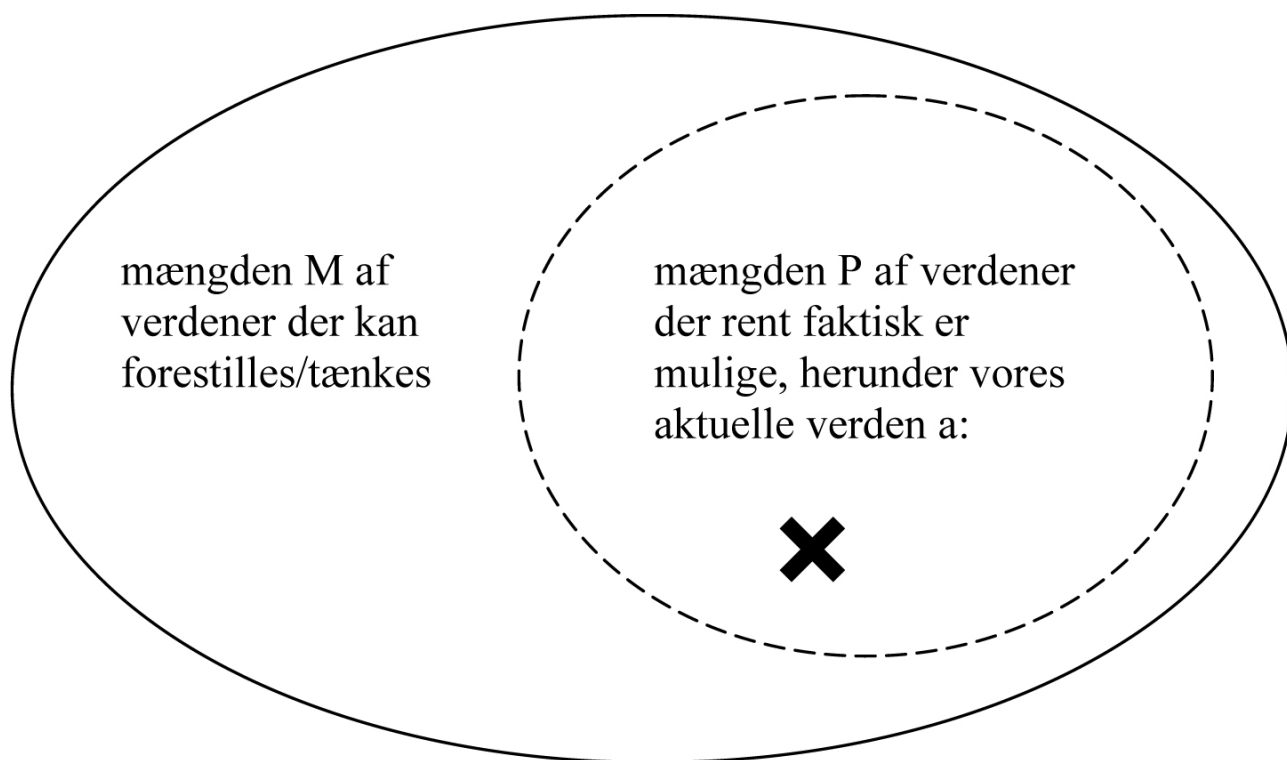 mængden M af
verdener der kan
forestilles/tænkes
mængden P af verdener
der rent faktisk er
mulige, herunder vores
aktuelle verden a: